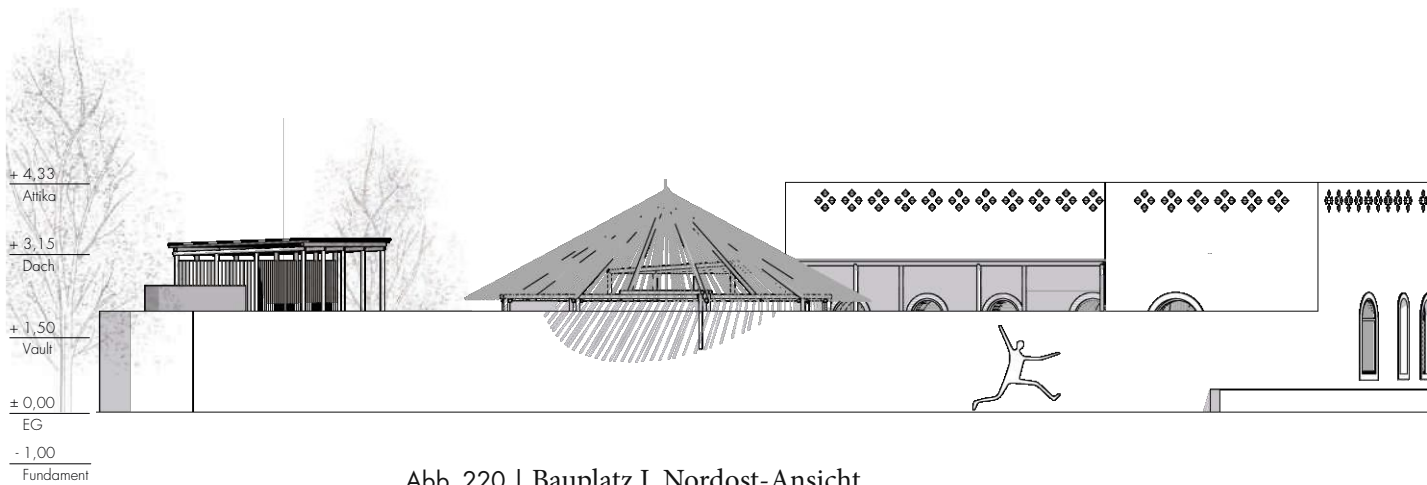 + 4,33
Attika
+ 3,15
Dach
+ 1,50
Vault
± 0,00
EG
- 1,00
Fundament
Abb. 220 | Bauplatz I, Nordost-Ansicht